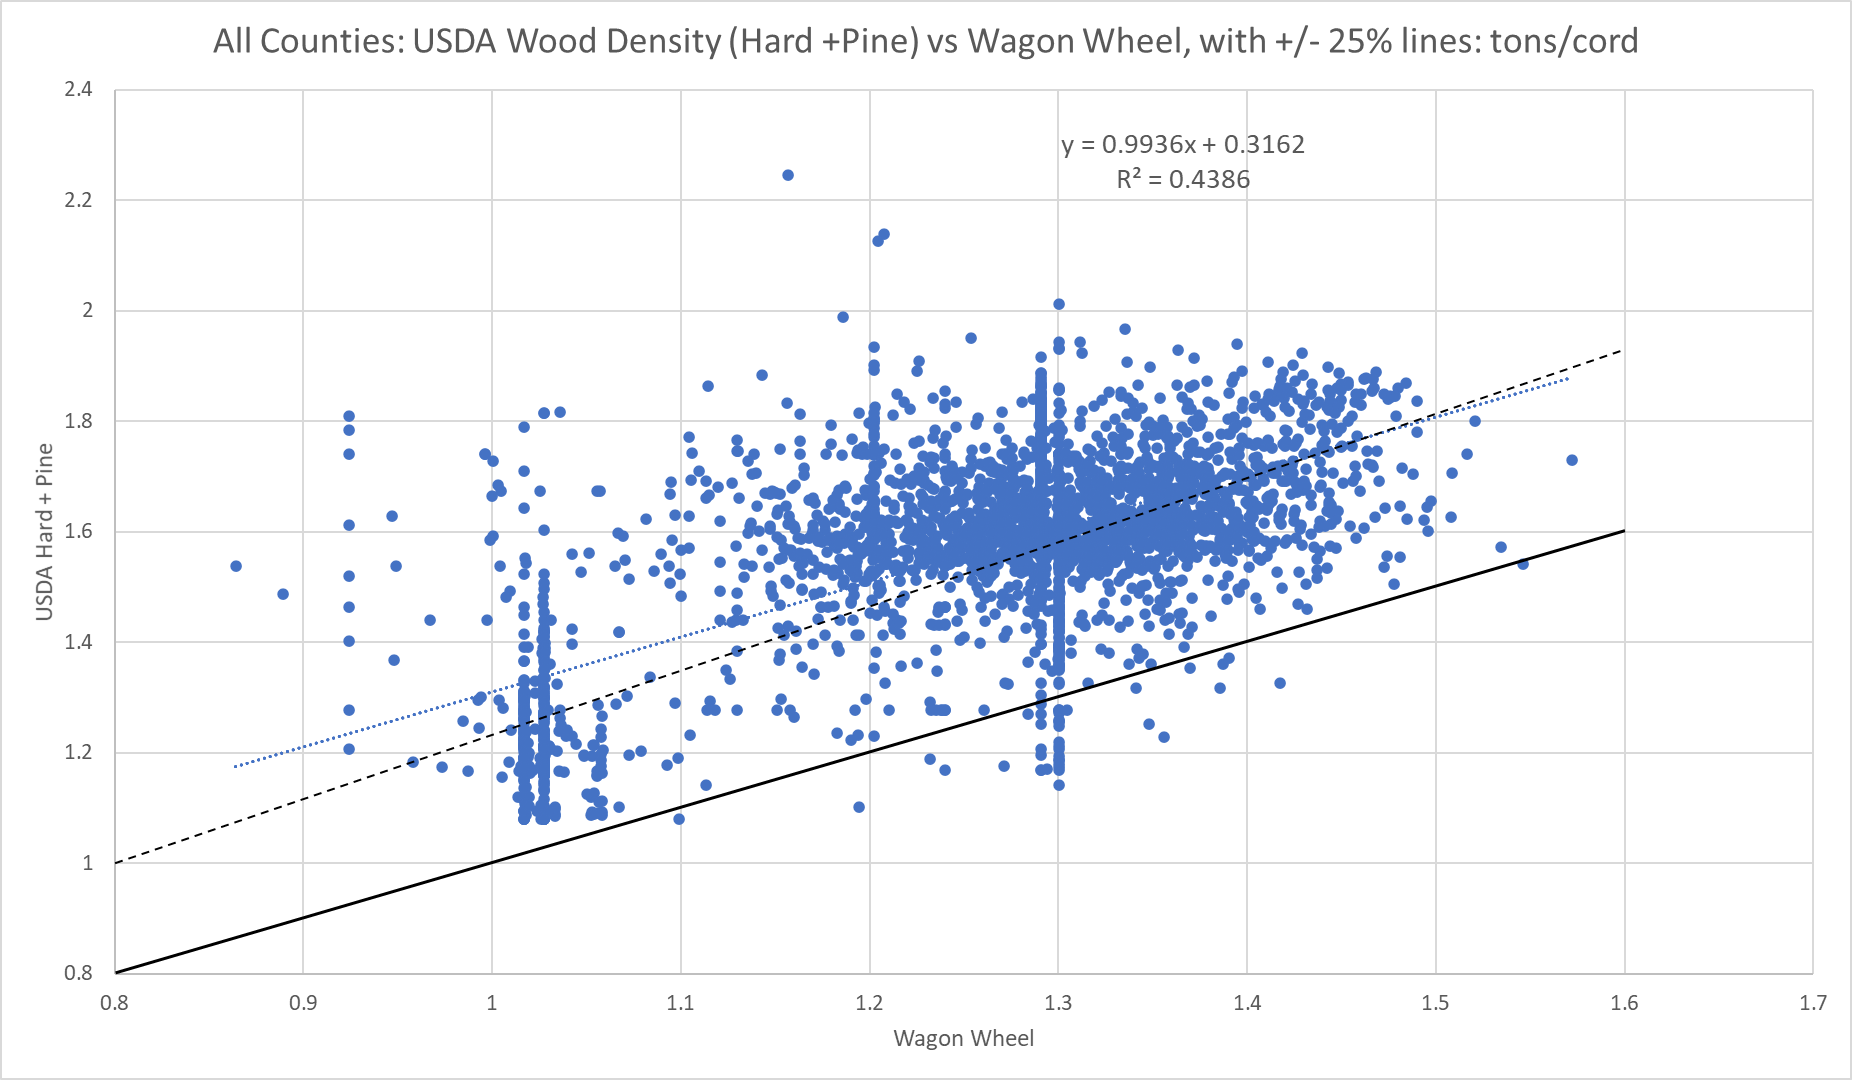 All Counties: USDA Wood Density (Hard +Pine) vs Wagon Wheel, with +/- 25% lines: tons/cord
y = 0.9936x + 0.3162
R² = 0.4386
USDA Hard + Pine
2.4
2.2
2
1.8
1.6
1.4
1.2
1
0.8
0.8 0.9 1 1.1 1.2 1.3 1.4 1.5 1.6 1.7
Wagon Wheel